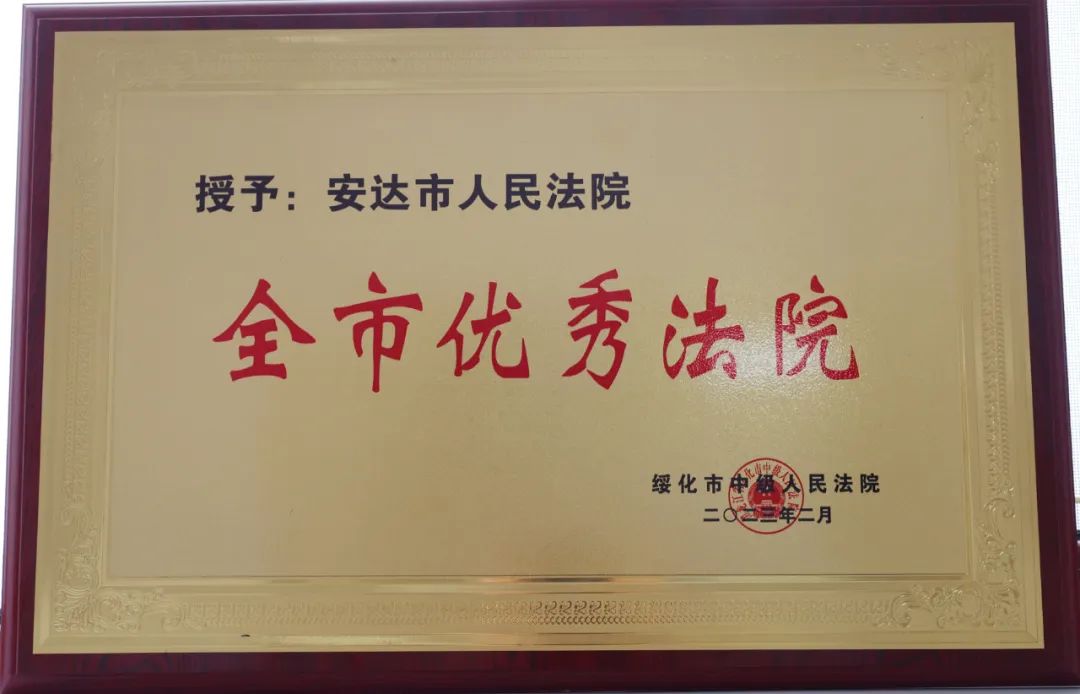 授予：安达市人民法院
全市优秀法院
绥化市中级人民法院
二〇二三年二月